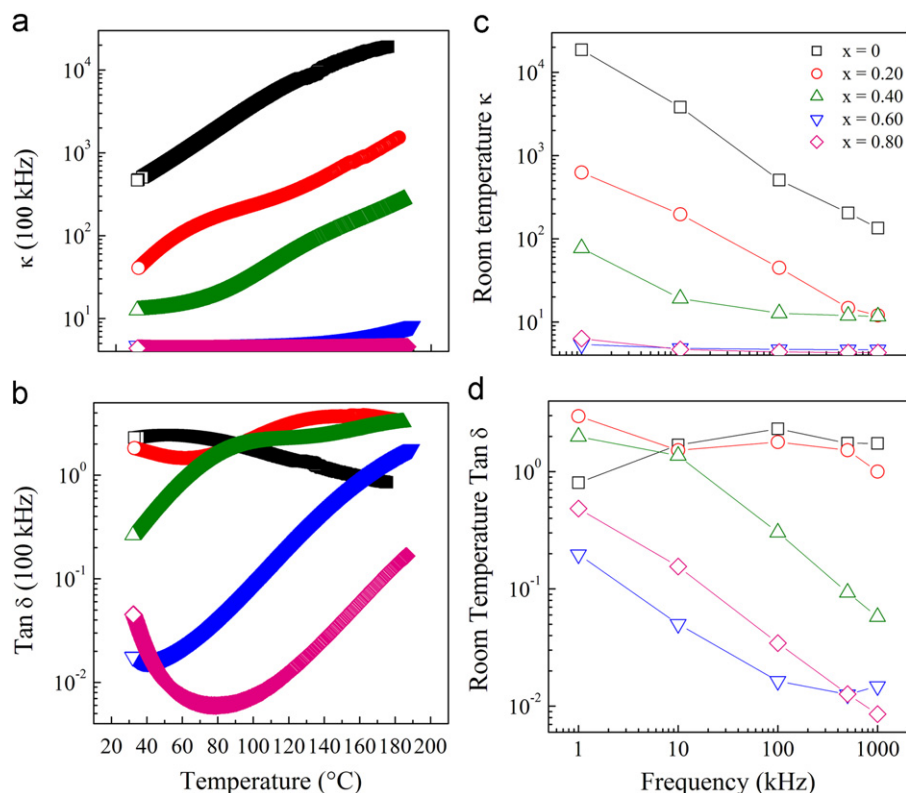 a
κ (100 kHz)
10^4
10^3
10^2
10^1
b
Tan δ (100 kHz)
10^0
10^-1
10^-2
20 40 60 80 100 120 140 160 180 200
Temperature (°C)
c
Room temperature κ
10^4
10^3
10^2
10^1
x = 0
x = 0.20
x = 0.40
x = 0.60
x = 0.80
d
Room Temperature Tan δ
10^0
10^-1
10^-2
1 10 100 1000
Frequency (kHz)